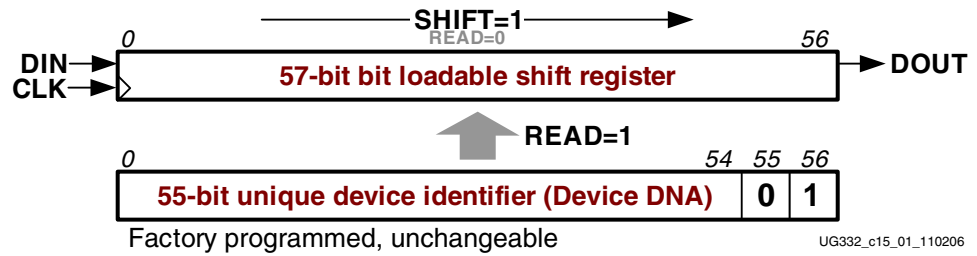 SHIFT=1
READ=0
0 56
DIN
CLK
57-bit bit loadable shift register
DOUT
READ=1
0 54 55 56
55-bit unique device identifier (Device DNA) 0 1
Factory programmed, unchangeable
UG332_c15_01_110206